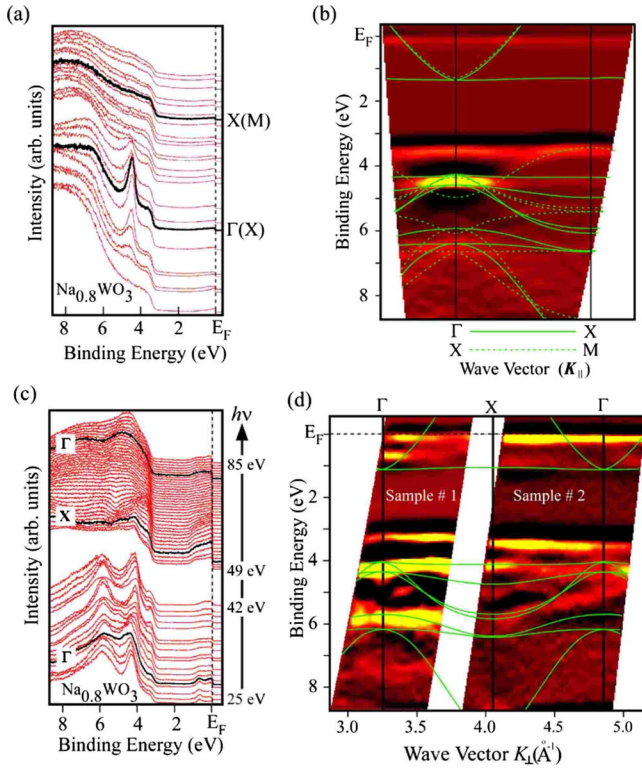 (a)
Intensity (arb. units)
X(M)
Γ(X)
Na0.8WO3
8 6 4 2 EF
Binding Energy (eV)
(b)
EF
2
4
6
8
Binding Energy (eV)
Γ X
X M
Wave Vector (K||)
(c)
hν
Γ
85 eV
X
49 eV
42 eV
Γ
25 eV
Intensity (arb. units)
Na0.8WO3
8 6 4 2 EF
Binding Energy (eV)
(d)
Γ X Γ
EF
2
4
6
8
Binding Energy (eV)
Sample # 1 Sample # 2
3.0 3.5 4.0 4.5 5.0
Wave Vector K⊥(Å-1)